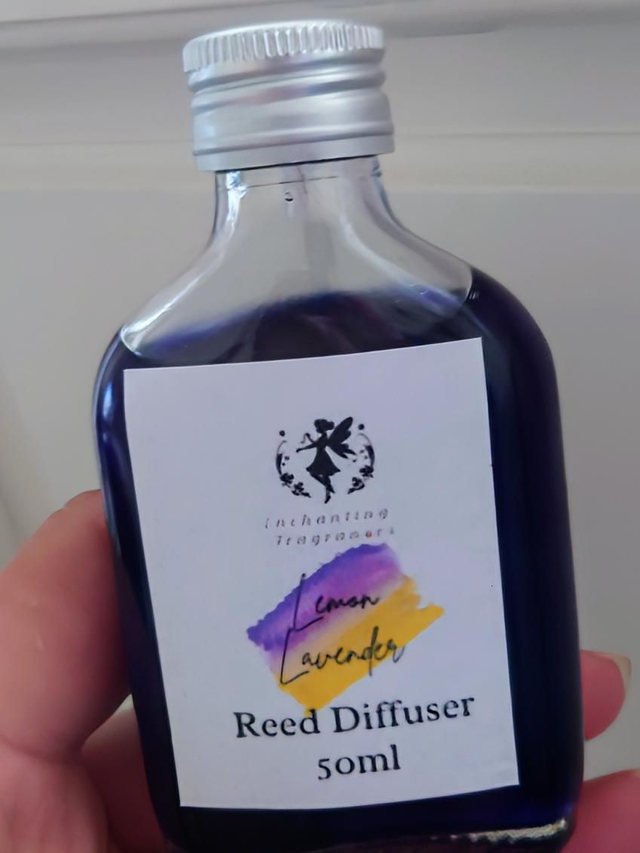 Enchanting
Fragrances
Lemon
Lavender
Reed Diffuser
50ml